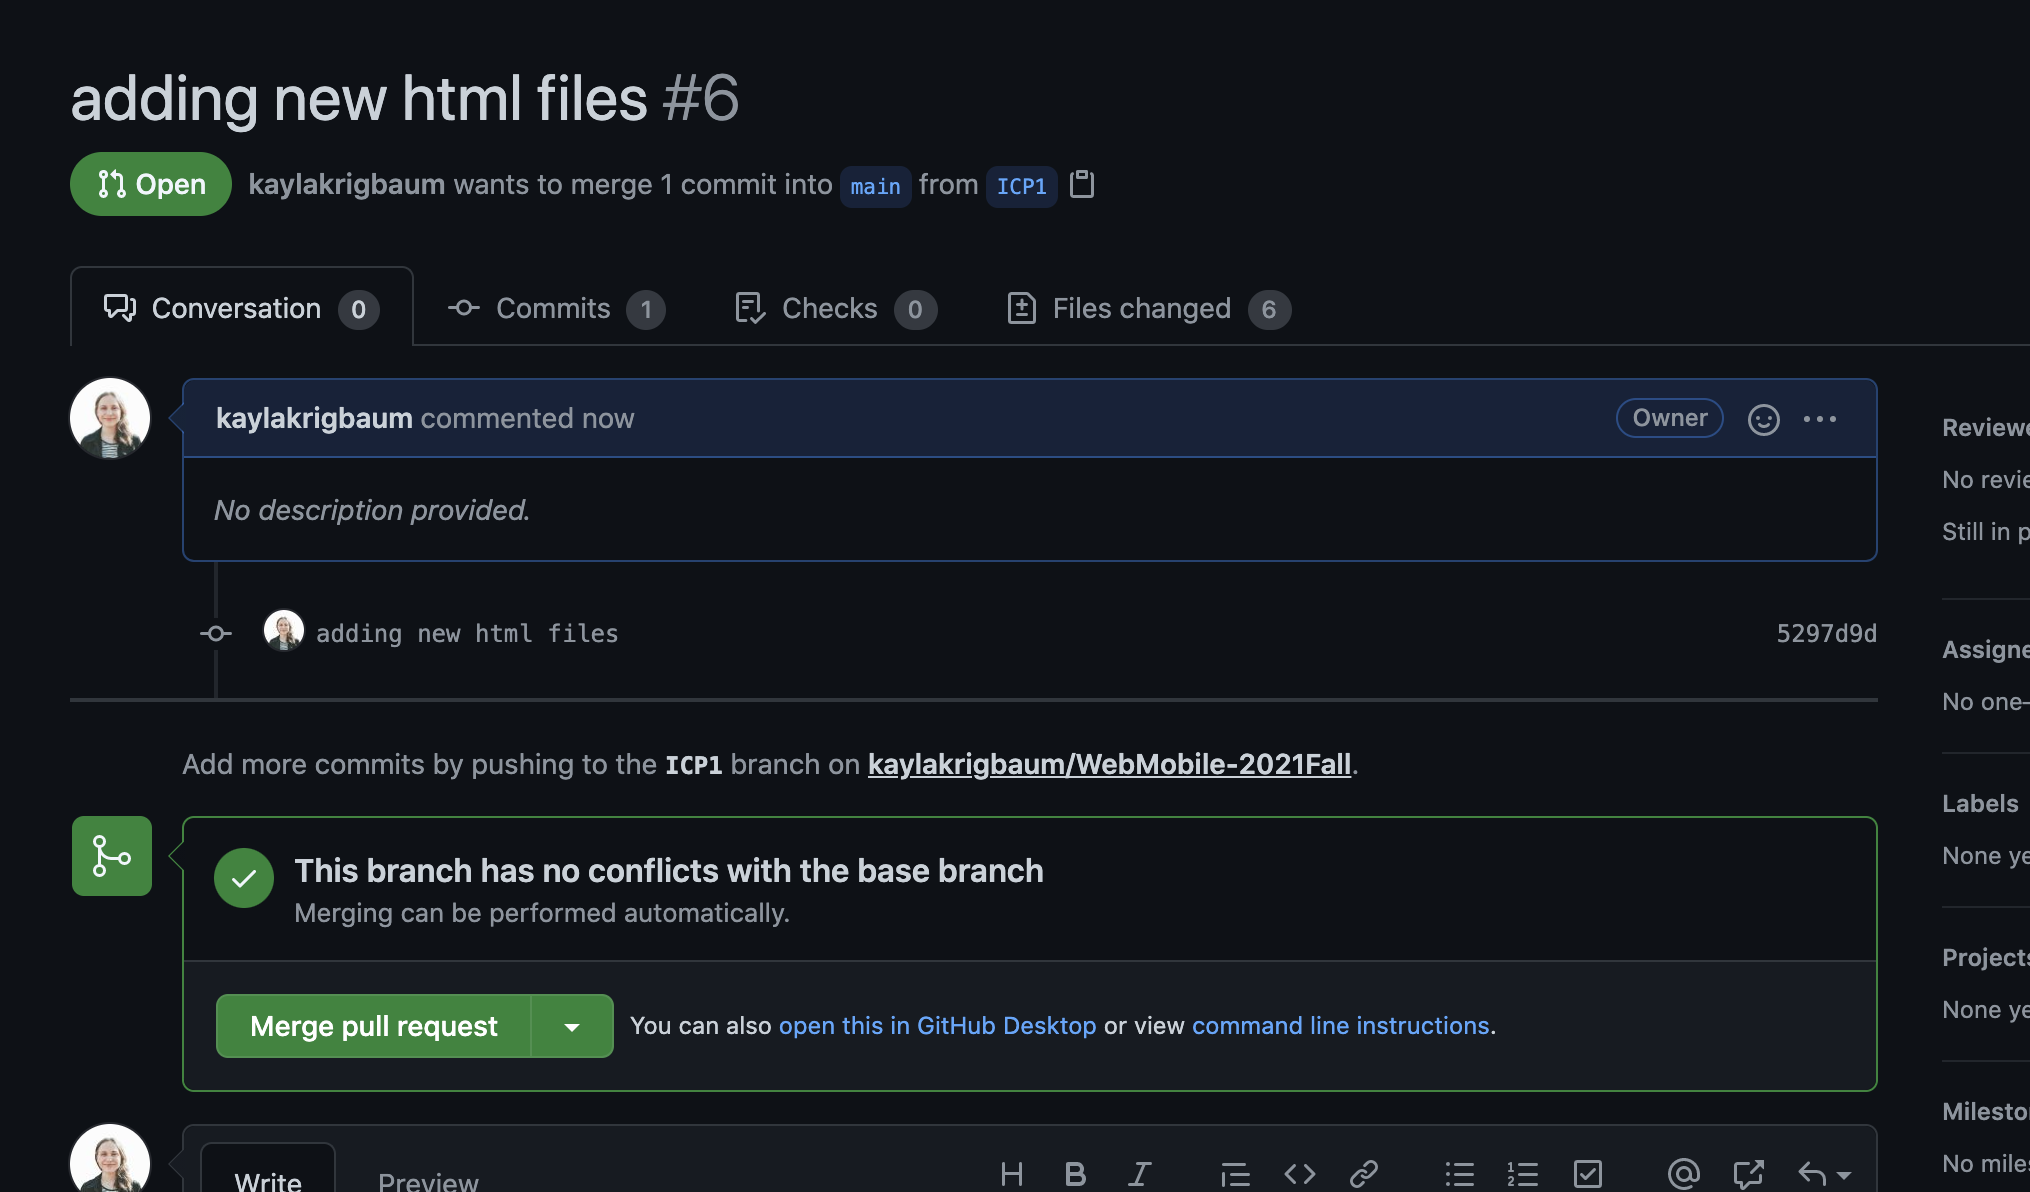 adding new html files #6
Open kaylakrigbaum wants to merge 1 commit into main from ICP1
Conversation 0 Commits 1 Checks 0 Files changed 6
kaylakrigbaum commented now Owner
No description provided.
adding new html files 5297d9d
Add more commits by pushing to the ICP1 branch on kaylakrigbaum/WebMobile-2021Fall.
This branch has no conflicts with the base branch
Merging can be performed automatically.
Merge pull request You can also open this in GitHub Desktop or view command line instructions.
Write Preview
Reviewe
No revie
Still in p
Assigne
No one-
Labels
None ye
Projects
None ye
Milesto
No miles